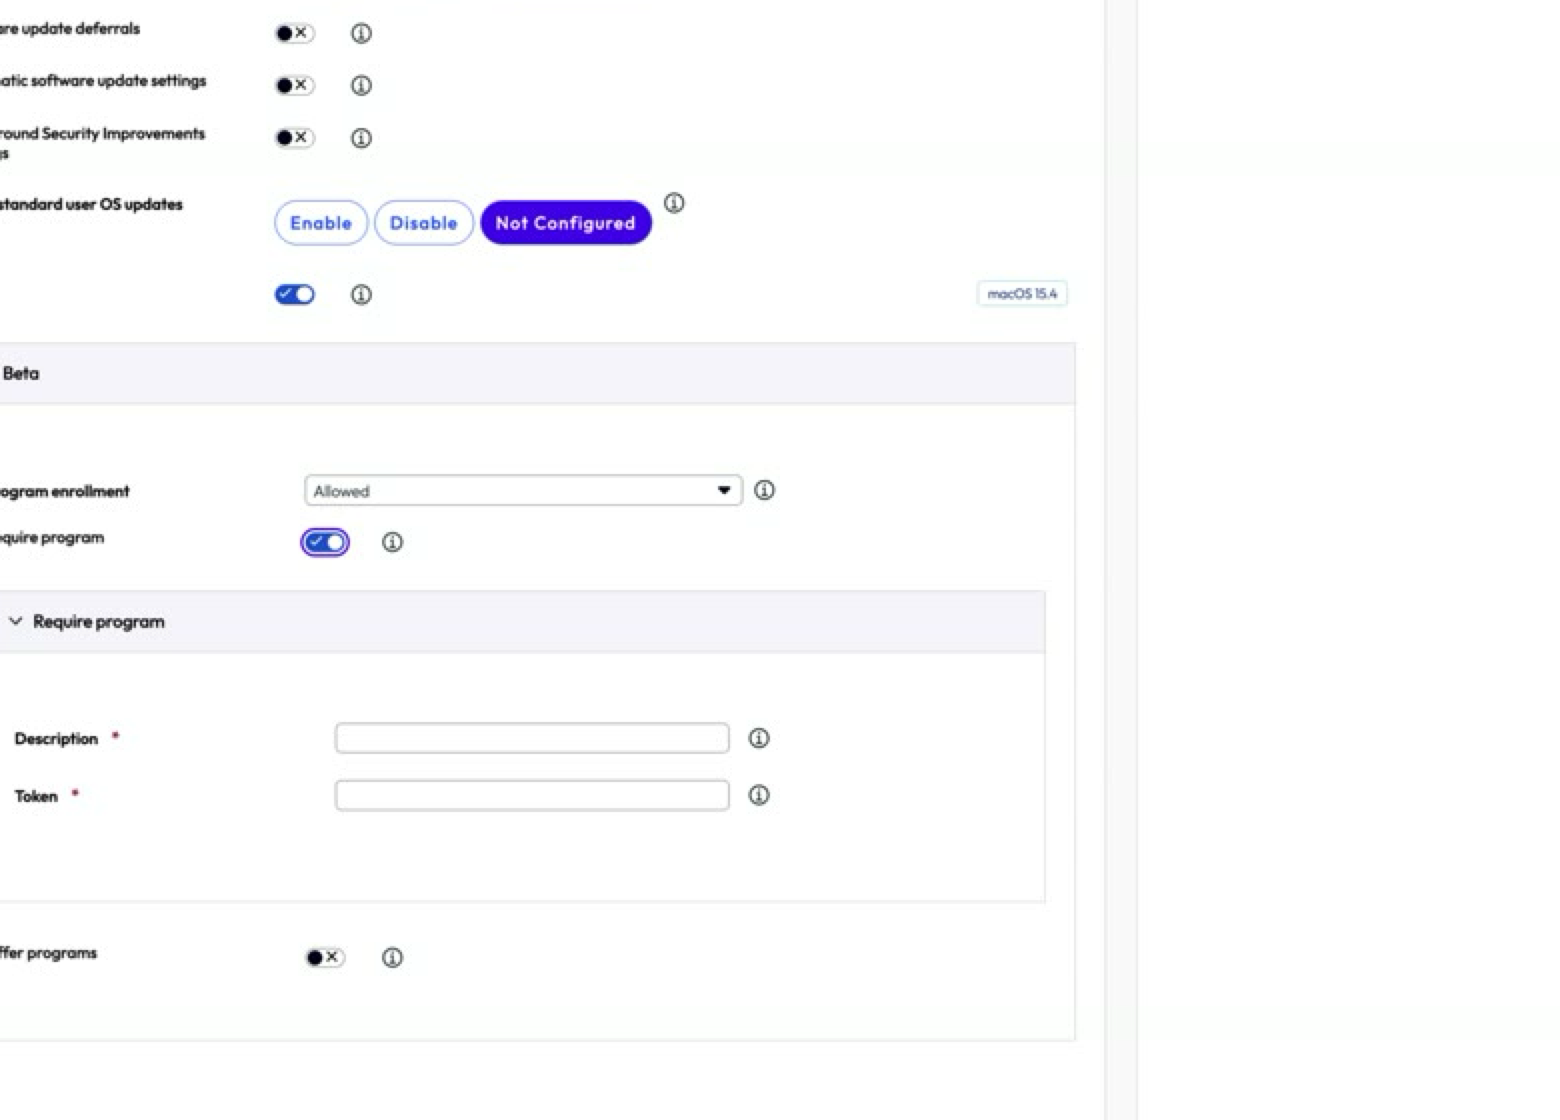 are update deferrals
atic software update settings
round Security Improvements
gs
standard user OS updates
Enable Disable Not Configured
macOS 15.4
Beta
ogram enrollment Allowed
quire program
Require program
Description *
Token *
ffer programs